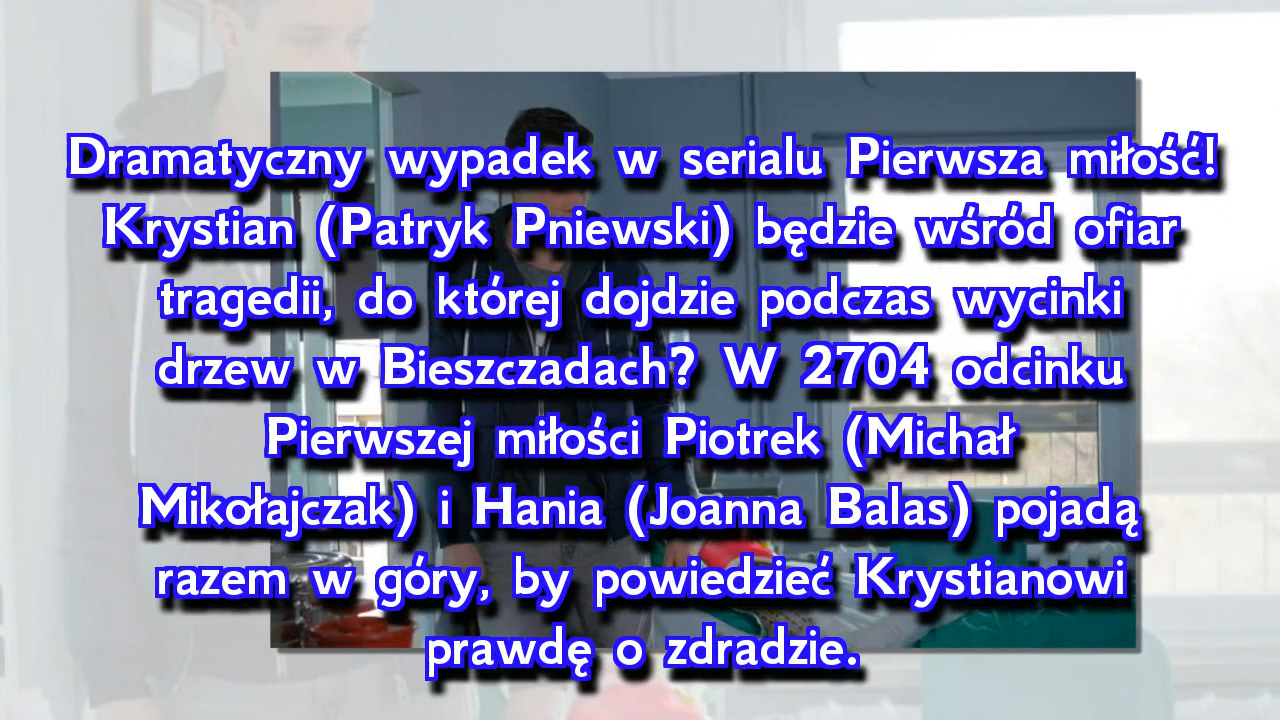 Dramatyczny wypadek w serialu Pierwsza miłość!
Krystian (Patryk Pniewski) będzie wśród ofiar
tragedii, do której dojdzie podczas wycinki
drzew w Bieszczadach? W 2704 odcinku
Pierwszej miłości Piotrek (Michał
Mikołajczak) i Hania (Joanna Balas) pojadą
razem w góry, by powiedzieć Krystianowi
prawdę o zdradzie.